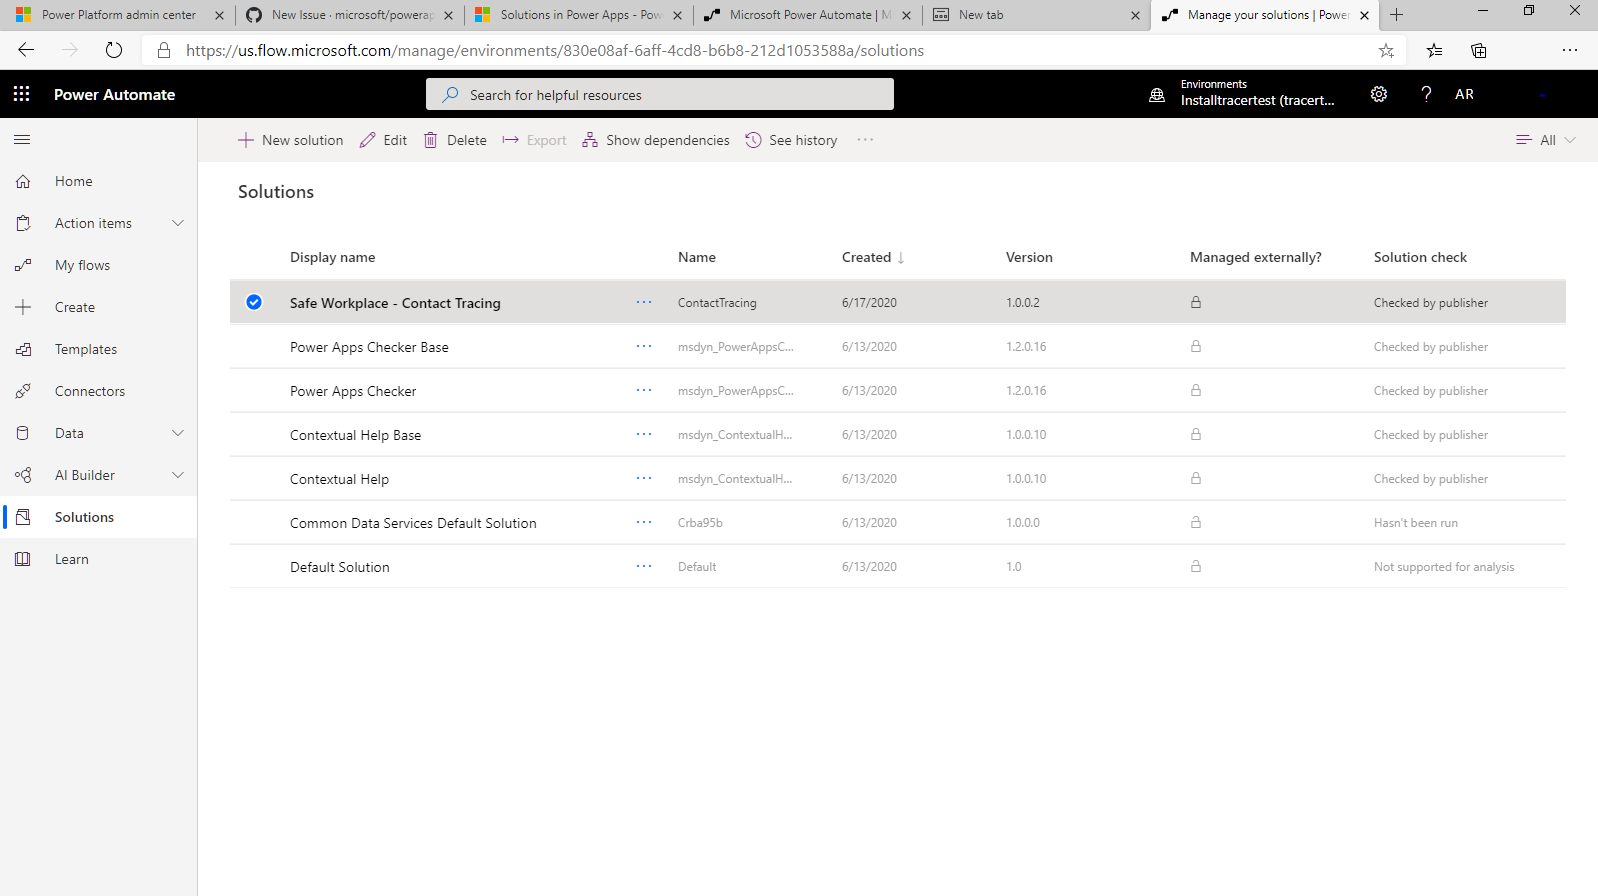 Power Platform admin center
New Issue · microsoft/powerap
Solutions in Power Apps - Pow
Microsoft Power Automate | M
New tab
Manage your solutions | Power
https://us.flow.microsoft.com/manage/environments/830e08af-6aff-4cd8-b6b8-212d1053588a/solutions
Power Automate
Search for helpful resources
Environments
Installtracertest (tracert...
AR
New solution
Edit
Delete
Export
Show dependencies
See history
All
Home
Action items
My flows
Create
Templates
Connectors
Data
AI Builder
Solutions
Learn
Solutions
Display name Name Created ↓ Version Managed externally? Solution check
Safe Workplace - Contact Tracing ContactTracing 6/17/2020 1.0.0.2 Checked by publisher
Power Apps Checker Base msdyn_PowerAppsC... 6/13/2020 1.2.0.16 Checked by publisher
Power Apps Checker msdyn_PowerAppsC... 6/13/2020 1.2.0.16 Checked by publisher
Contextual Help Base msdyn_ContextualH... 6/13/2020 1.0.0.10 Checked by publisher
Contextual Help msdyn_ContextualH... 6/13/2020 1.0.0.10 Checked by publisher
Common Data Services Default Solution Crba95b 6/13/2020 1.0.0.0 Hasn't been run
Default Solution Default 6/13/2020 1.0 Not supported for analysis